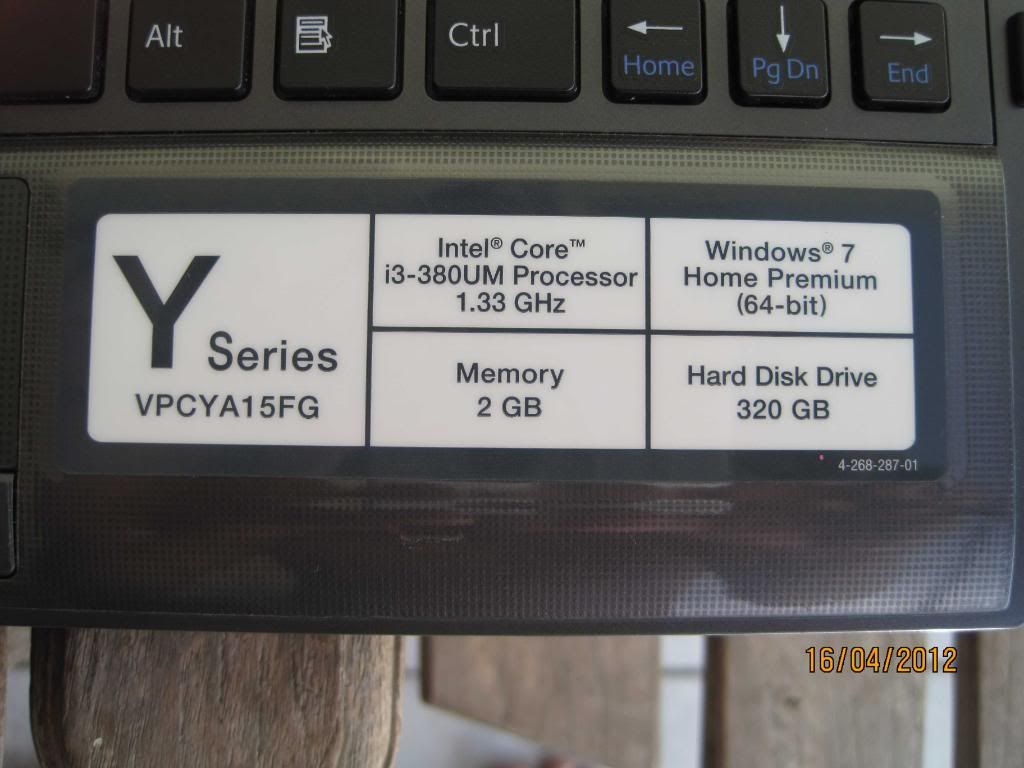 Alt
Ctrl
Home
Pg Dn
End
Y Series
VPCYA15FG
Intel® Core™
i3-380UM Processor
1.33 GHz
Windows® 7
Home Premium
(64-bit)
Memory
2 GB
Hard Disk Drive
320 GB
4-268-287-01
16/04/2012